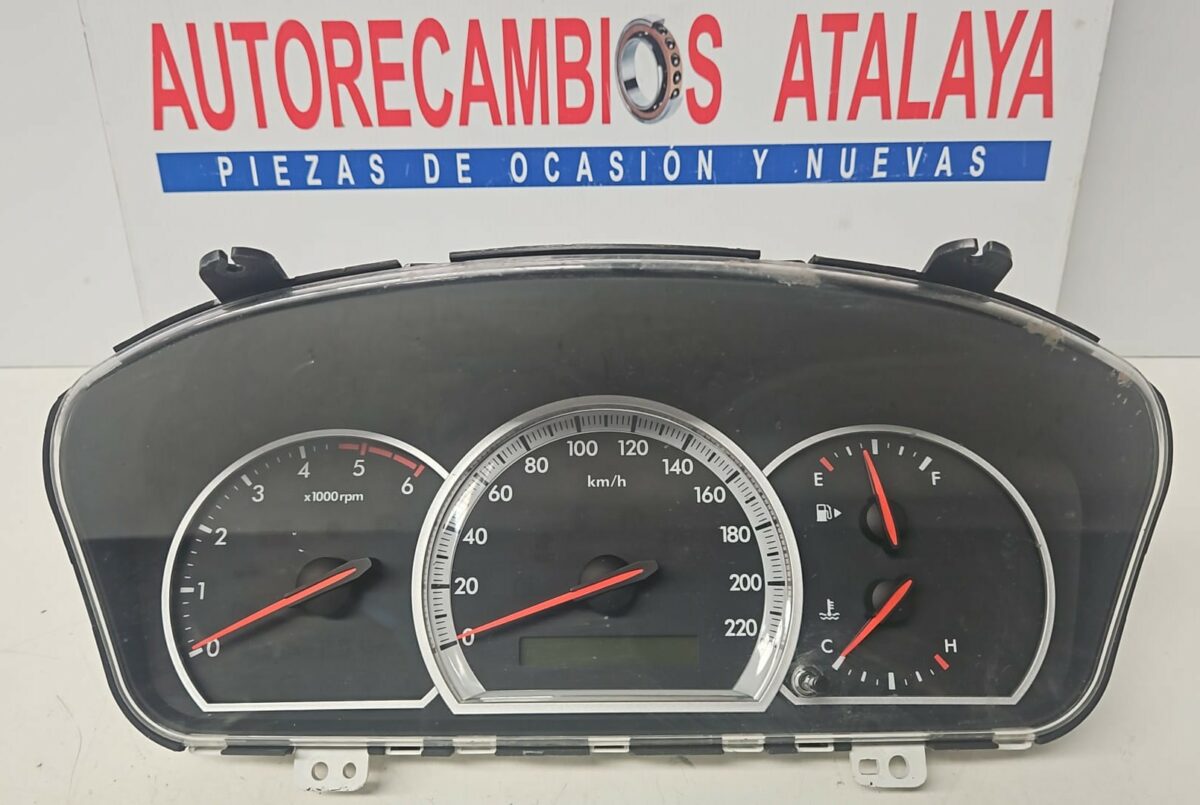 AUTORECAMBIOS ATALAYA
PIEZAS DE OCASIÓN Y NUEVAS
0 1 2 3 4 5 6
x1000rpm
0 20 40 60 80 100 120 140 160 180 200 220
km/h
E F
C H